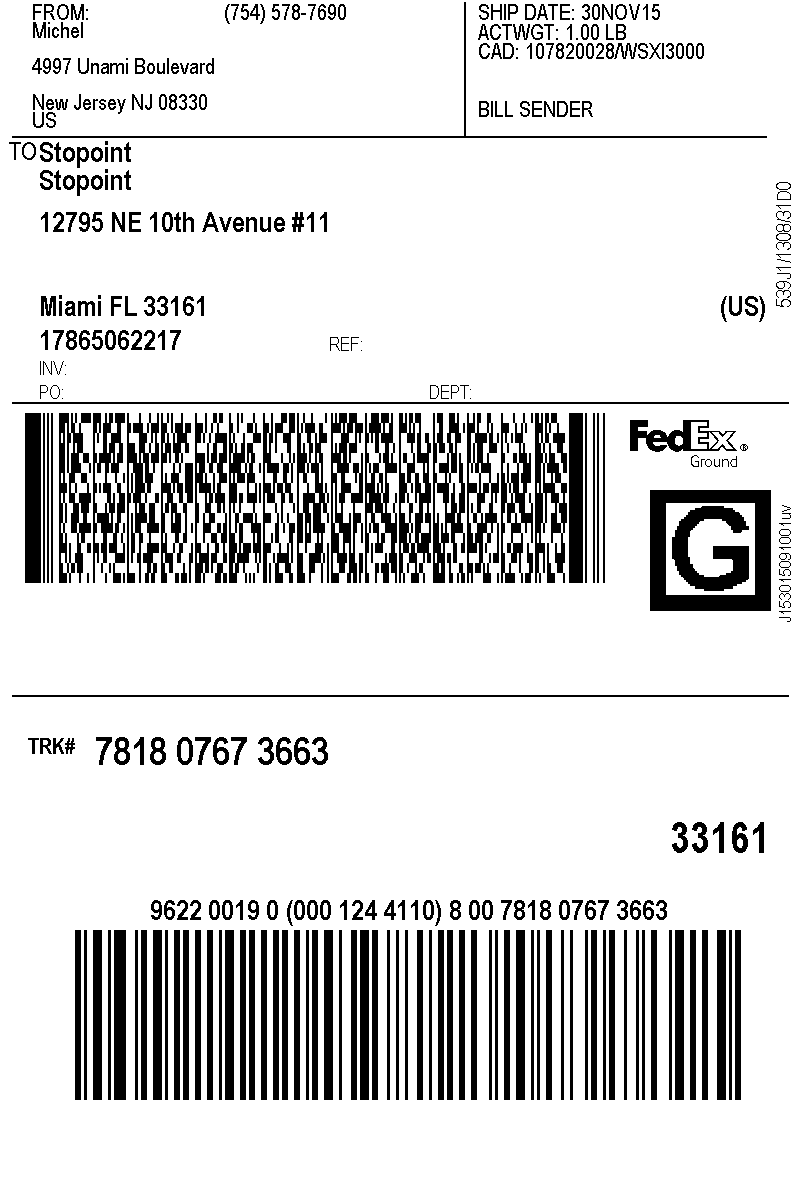 FROM: (754) 578-7690
Michel
4997 Unami Boulevard
New Jersey NJ 08330
US
SHIP DATE: 30NOV15
ACTWGT: 1.00 LB
CAD: 107820028/WSXI3000
BILL SENDER
TO Stopoint
Stopoint
12795 NE 10th Avenue #11
Miami FL 33161 (US)
17865062217 REF:
INV:
PO: DEPT:
539J1/1308/31D0
FedEx®
Ground
G
J153015091001uv
TRK# 7818 0767 3663
33161
9622 0019 0 (000 124 4110) 8 00 7818 0767 3663